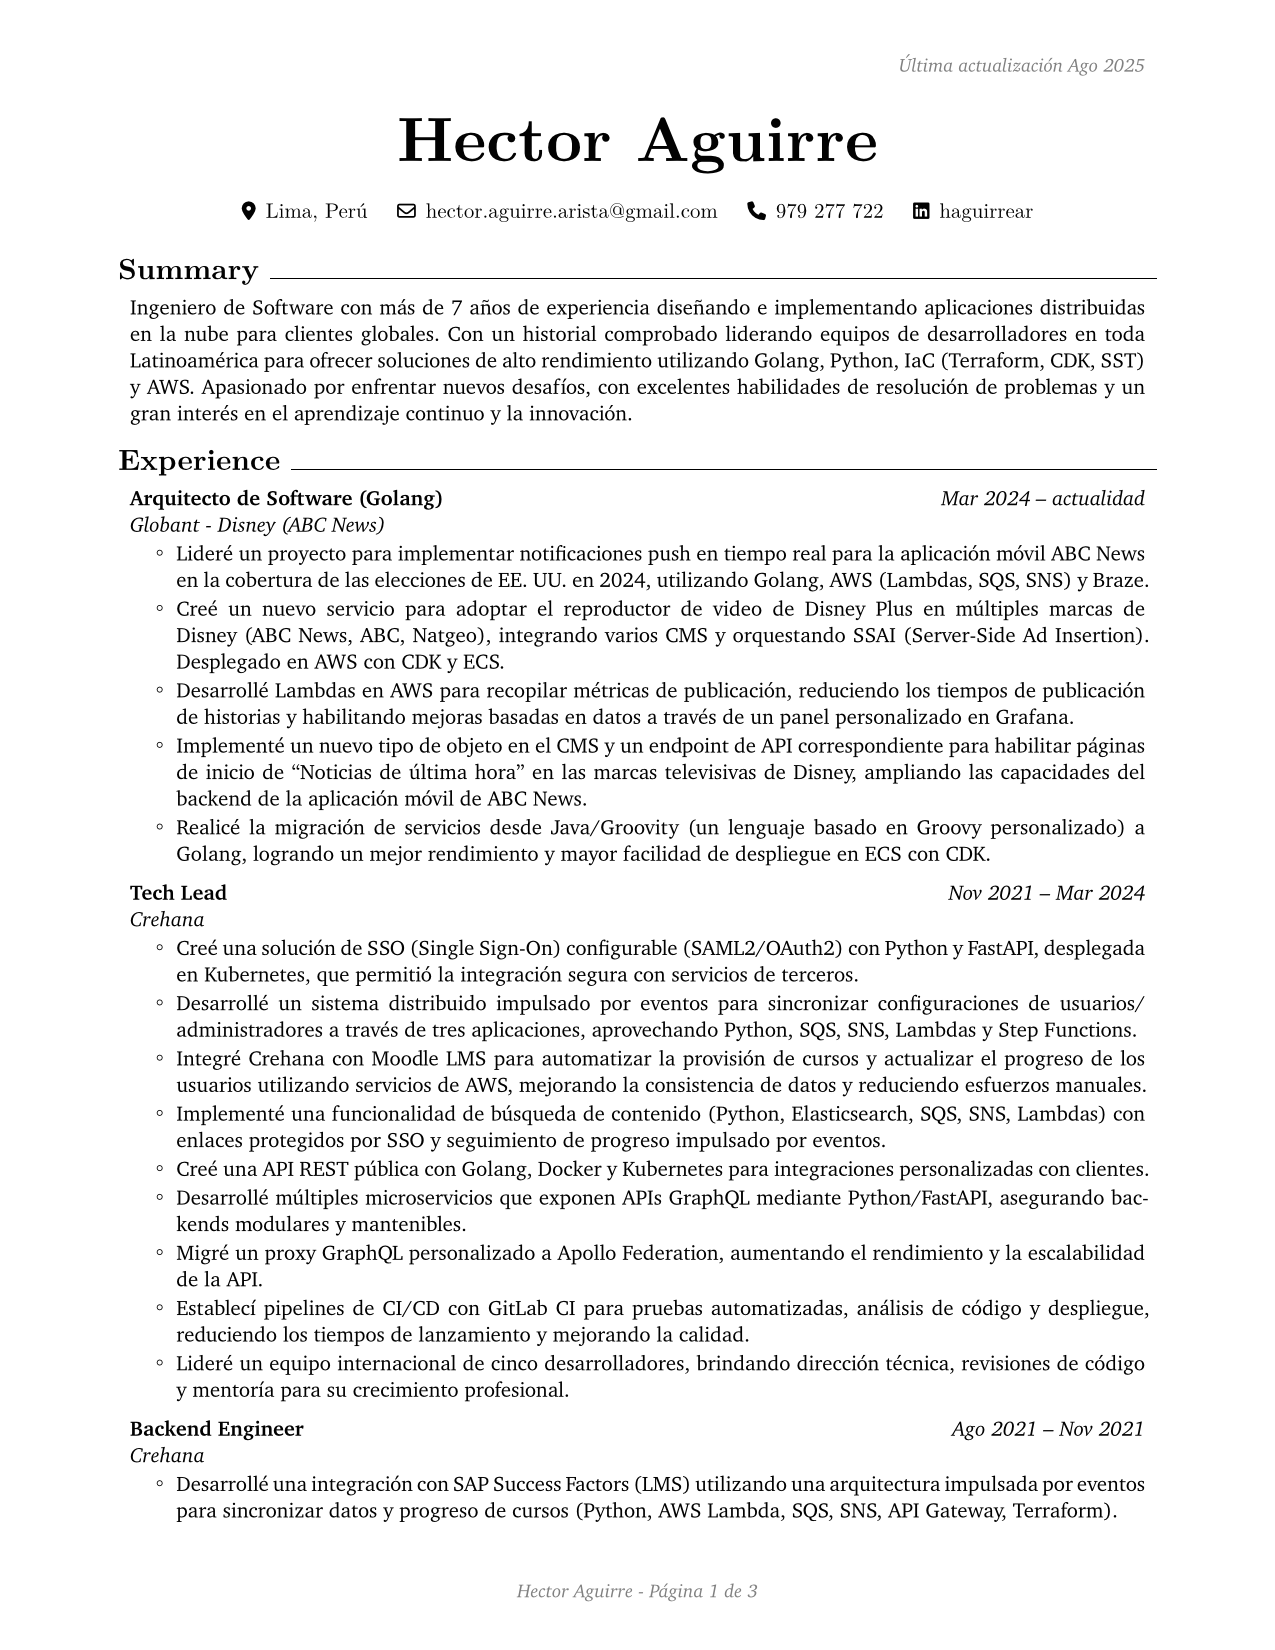 Última actualización Ago 2025
Hector Aguirre
Lima, Perú hector.aguirre.arista@gmail.com 979 277 722 haguirrear
Summary
Ingeniero de Software con más de 7 años de experiencia diseñando e implementando aplicaciones distribuidas
en la nube para clientes globales. Con un historial comprobado liderando equipos de desarrolladores en toda
Latinoamérica para ofrecer soluciones de alto rendimiento utilizando Golang, Python, IaC (Terraform, CDK, SST)
y AWS. Apasionado por enfrentar nuevos desafíos, con excelentes habilidades de resolución de problemas y un
gran interés en el aprendizaje continuo y la innovación.
Experience
Arquitecto de Software (Golang) Mar 2024 – actualidad
Globant - Disney (ABC News)
◦ Lideré un proyecto para implementar notificaciones push en tiempo real para la aplicación móvil ABC News
en la cobertura de las elecciones de EE. UU. en 2024, utilizando Golang, AWS (Lambdas, SQS, SNS) y Braze.
◦ Creé un nuevo servicio para adoptar el reproductor de video de Disney Plus en múltiples marcas de
Disney (ABC News, ABC, Natgeo), integrando varios CMS y orquestando SSAI (Server-Side Ad Insertion).
Desplegado en AWS con CDK y ECS.
◦ Desarrollé Lambdas en AWS para recopilar métricas de publicación, reduciendo los tiempos de publicación
de historias y habilitando mejoras basadas en datos a través de un panel personalizado en Grafana.
◦ Implementé un nuevo tipo de objeto en el CMS y un endpoint de API correspondiente para habilitar páginas
de inicio de “Noticias de última hora” en las marcas televisivas de Disney, ampliando las capacidades del
backend de la aplicación móvil de ABC News.
◦ Realicé la migración de servicios desde Java/Groovity (un lenguaje basado en Groovy personalizado) a
Golang, logrando un mejor rendimiento y mayor facilidad de despliegue en ECS con CDK.
Tech Lead Nov 2021 – Mar 2024
Crehana
◦ Creé una solución de SSO (Single Sign-On) configurable (SAML2/OAuth2) con Python y FastAPI, desplegada
en Kubernetes, que permitió la integración segura con servicios de terceros.
◦ Desarrollé un sistema distribuido impulsado por eventos para sincronizar configuraciones de usuarios/
administradores a través de tres aplicaciones, aprovechando Python, SQS, SNS, Lambdas y Step Functions.
◦ Integré Crehana con Moodle LMS para automatizar la provisión de cursos y actualizar el progreso de los
usuarios utilizando servicios de AWS, mejorando la consistencia de datos y reduciendo esfuerzos manuales.
◦ Implementé una funcionalidad de búsqueda de contenido (Python, Elasticsearch, SQS, SNS, Lambdas) con
enlaces protegidos por SSO y seguimiento de progreso impulsado por eventos.
◦ Creé una API REST pública con Golang, Docker y Kubernetes para integraciones personalizadas con clientes.
◦ Desarrollé múltiples microservicios que exponen APIs GraphQL mediante Python/FastAPI, asegurando bac-
kends modulares y mantenibles.
◦ Migré un proxy GraphQL personalizado a Apollo Federation, aumentando el rendimiento y la escalabilidad
de la API.
◦ Establecí pipelines de CI/CD con GitLab CI para pruebas automatizadas, análisis de código y despliegue,
reduciendo los tiempos de lanzamiento y mejorando la calidad.
◦ Lideré un equipo internacional de cinco desarrolladores, brindando dirección técnica, revisiones de código
y mentoría para su crecimiento profesional.
Backend Engineer Ago 2021 – Nov 2021
Crehana
◦ Desarrollé una integración con SAP Success Factors (LMS) utilizando una arquitectura impulsada por eventos
para sincronizar datos y progreso de cursos (Python, AWS Lambda, SQS, SNS, API Gateway, Terraform).
Hector Aguirre - Página 1 de 3